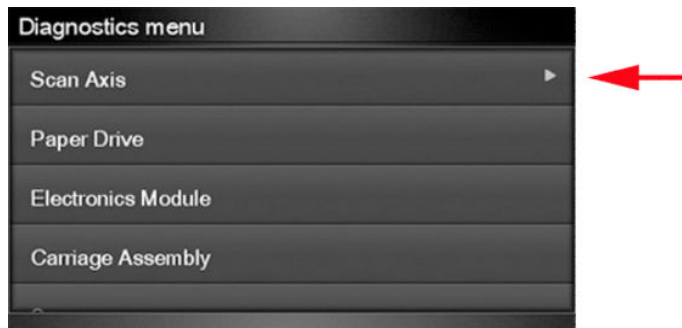 Diagnostics menu
Scan Axis
Paper Drive
Electronics Module
Carriage Assembly